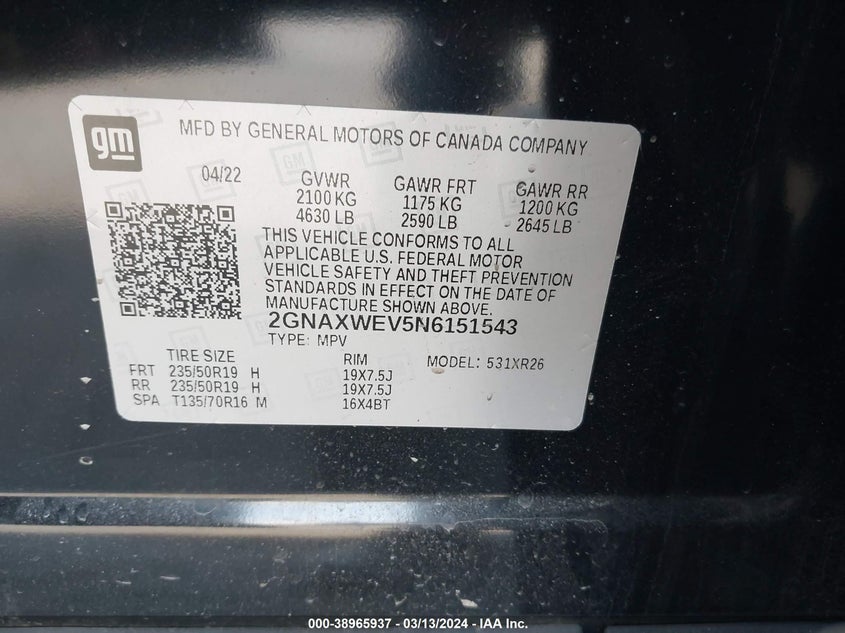 gm
MFD BY GENERAL MOTORS OF CANADA COMPANY
04/22 GVWR GAWR FRT GAWR RR
2100 KG 1175 KG 1200 KG
4630 LB 2590 LB 2645 LB
THIS VEHICLE CONFORMS TO ALL
APPLICABLE U.S. FEDERAL MOTOR
VEHICLE SAFETY AND THEFT PREVENTION
STANDARDS IN EFFECT ON THE DATE OF
MANUFACTURE SHOWN ABOVE.
2GNAXWEV5N6151543
TYPE: MPV
TIRE SIZE RIM MODEL: 531XR26
FRT 235/50R19 H 19X7.5J
RR 235/50R19 H 19X7.5J
SPA T135/70R16 M 16X4BT
000-38965937 - 03/13/2024 - IAA Inc.